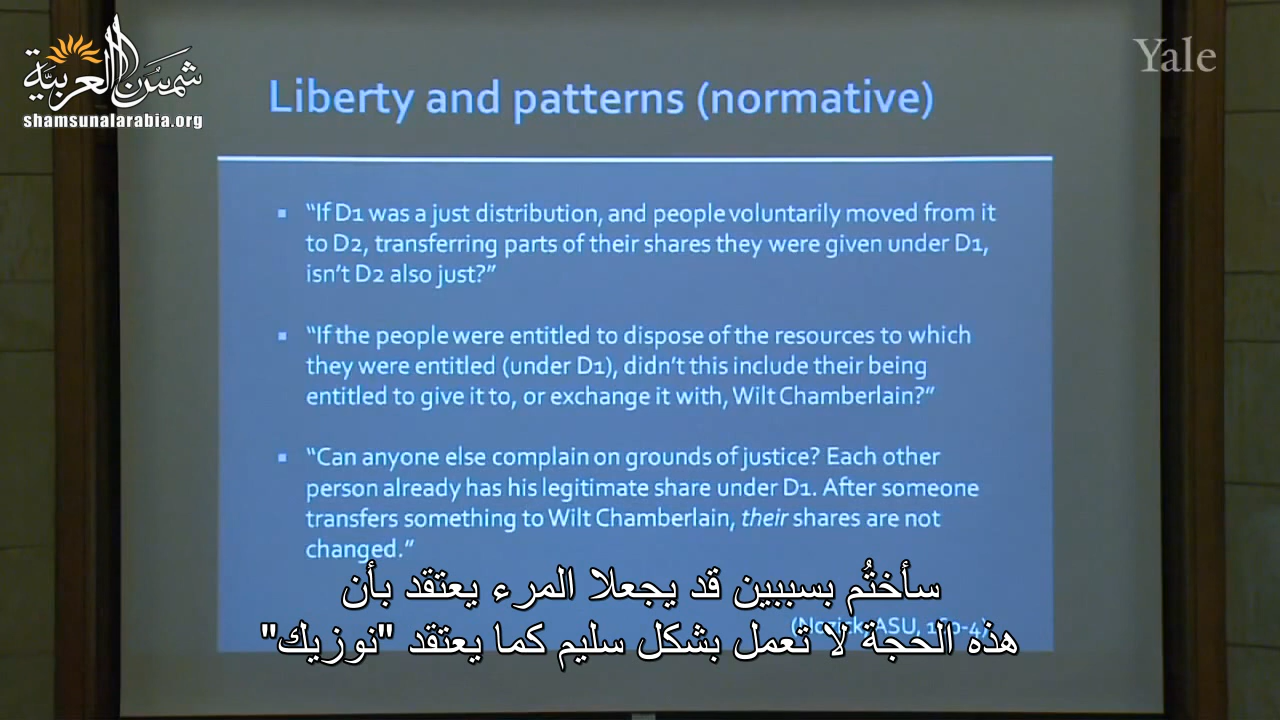 شمس العربية
shamsunalarabia.org
Yale
Liberty and patterns (normative)
▪ “If D1 was a just distribution, and people voluntarily moved from it
to D2, transferring parts of their shares they were given under D1,
isn’t D2 also just?”
▪ “If the people were entitled to dispose of the resources to which
they were entitled (under D1), didn’t this include their being
entitled to give it to, or exchange it with, Wilt Chamberlain?”
▪ “Can anyone else complain on grounds of justice? Each other
person already has his legitimate share under D1. After someone
transfers something to Wilt Chamberlain, their shares are not
changed.”
(Nozick, ASU,
سأختُم بسببين قد يجعلا المرء يعتقد بأن
هذه الحجة لا تعمل بشكل سليم كما يعتقد "نوزيك"